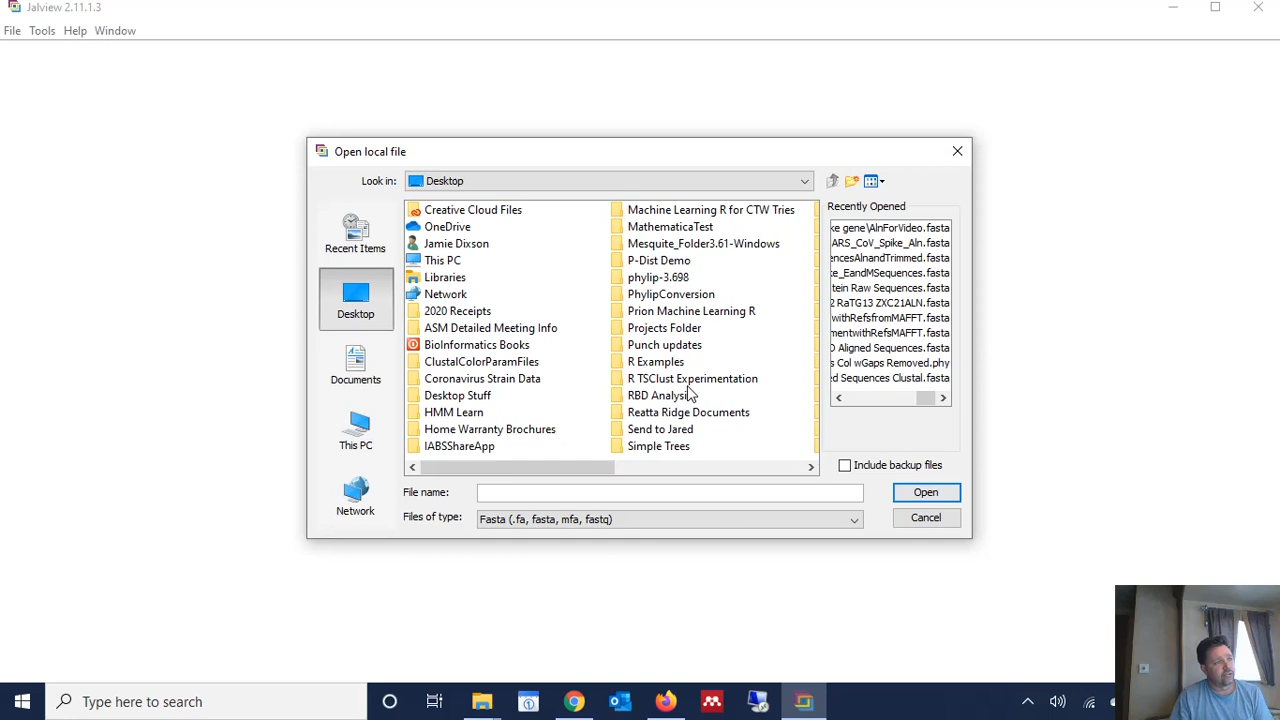 Jalview 2.11.1.3
File Tools Help Window
Open local file
Look in: Desktop
Recent Items
Desktop
Documents
This PC
Network
Creative Cloud Files
OneDrive
Jamie Dixson
This PC
Libraries
Network
2020 Receipts
ASM Detailed Meeting Info
BioInformatics Books
ClustalColorParamFiles
Coronavirus Strain Data
Desktop Stuff
HMM Learn
Home Warranty Brochures
IABSShareApp
Machine Learning R for CTW Tries
MathematicaTest
Mesquite_Folder3.61-Windows
P-Dist Demo
phylip-3.698
PhylipConversion
Prion Machine Learning R
Projects Folder
Punch updates
R Examples
R TSClust Experimentation
RBD Analysi
Reatta Ridge Documents
Send to Jared
Simple Trees
Recently Opened
ke gene\AlnForVideo.fasta
ARS_CoV_Spike_Aln.fasta
encesAlnandTrimmed.fasta
ke_EandMSequences.fasta
tein Raw Sequences.fasta
2 RaTG13 ZXC21ALN.fasta
withRefsfromMAFFT.fasta
mentwithRefsMAFFT.fasta
D Aligned Sequences.fasta
s Col wGaps Removed.phy
ed Sequences Clustal.fasta
Include backup files
File name:
Open
Files of type: Fasta (.fa, fasta, mfa, fastq)
Cancel
Type here to search